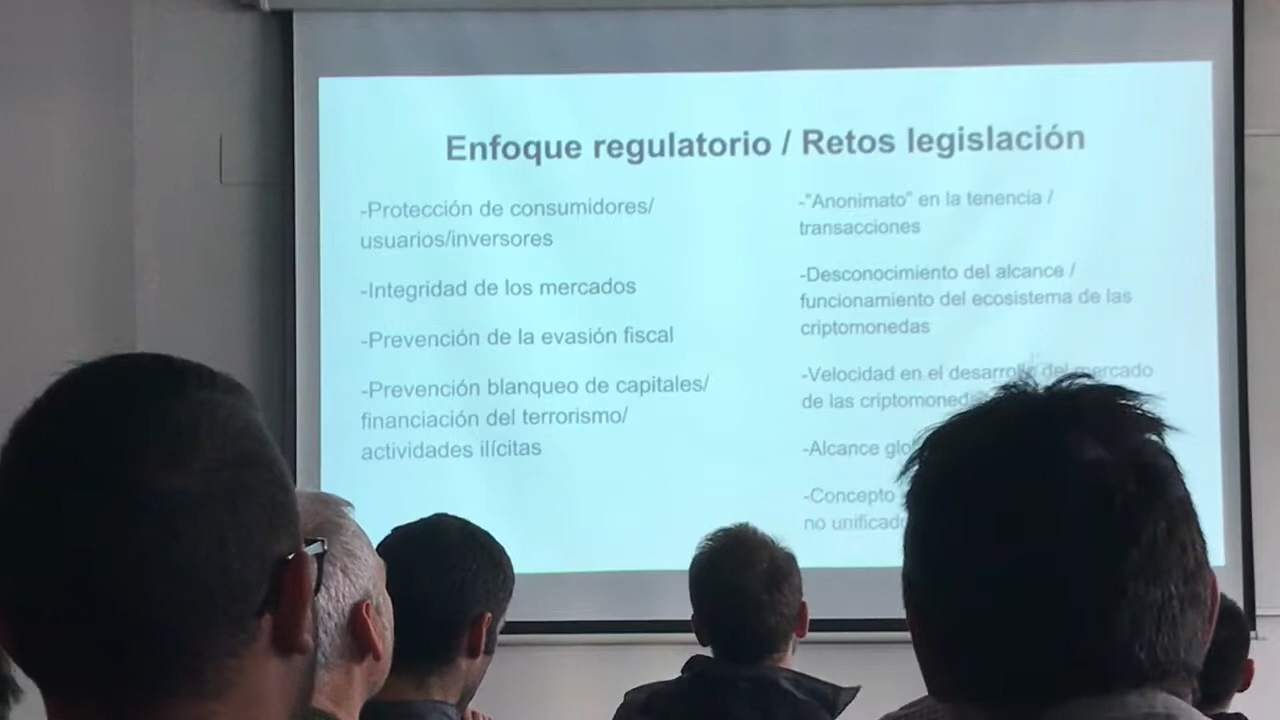 Enfoque regulatorio / Retos legislación
-Protección de consumidores/
usuarios/inversores
-Integridad de los mercados
-Prevención de la evasión fiscal
-Prevención blanqueo de capitales/
financiación del terrorismo/
actividades ilícitas
-"Anonimato" en la tenencia /
transacciones
-Desconocimiento del alcance /
funcionamiento del ecosistema de las
criptomonedas
-Velocidad en el desarrollo del mercado
de las
-Alcance
-Concepto
no